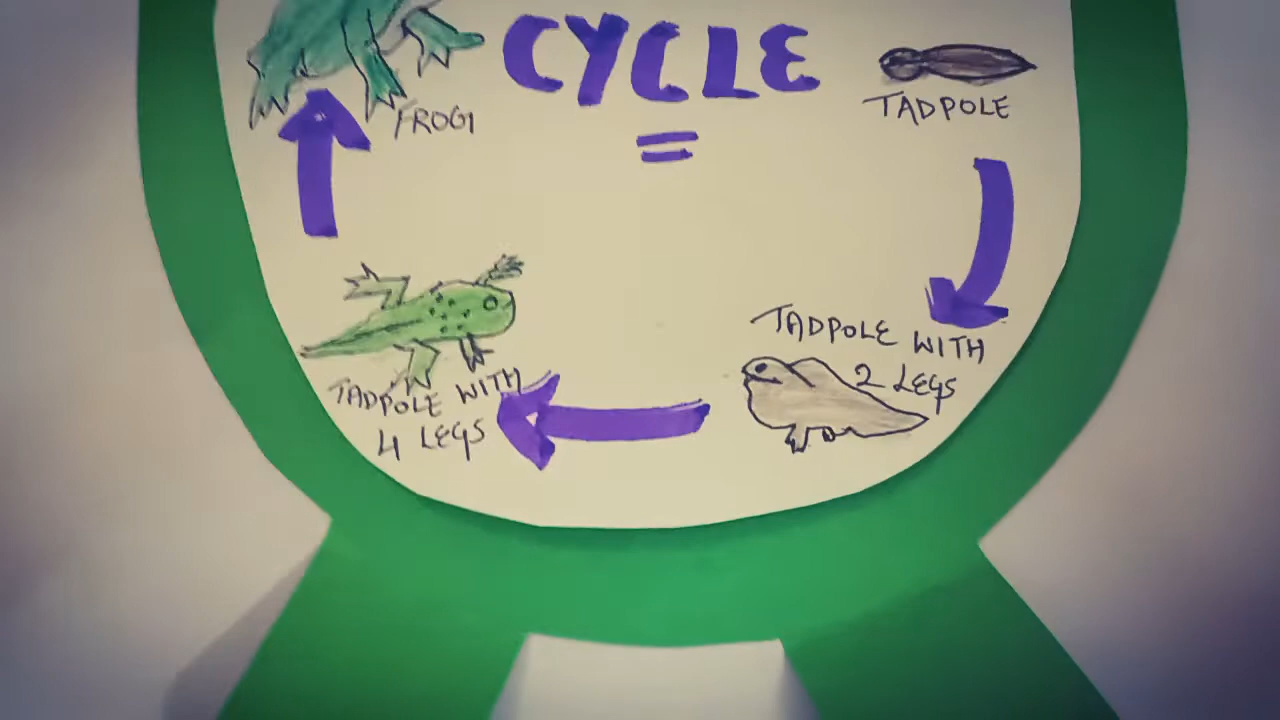 CYCLE
TADPOLE
FROG
TADPOLE WITH
2 LEGS
TADPOLE WITH
4 LEGS